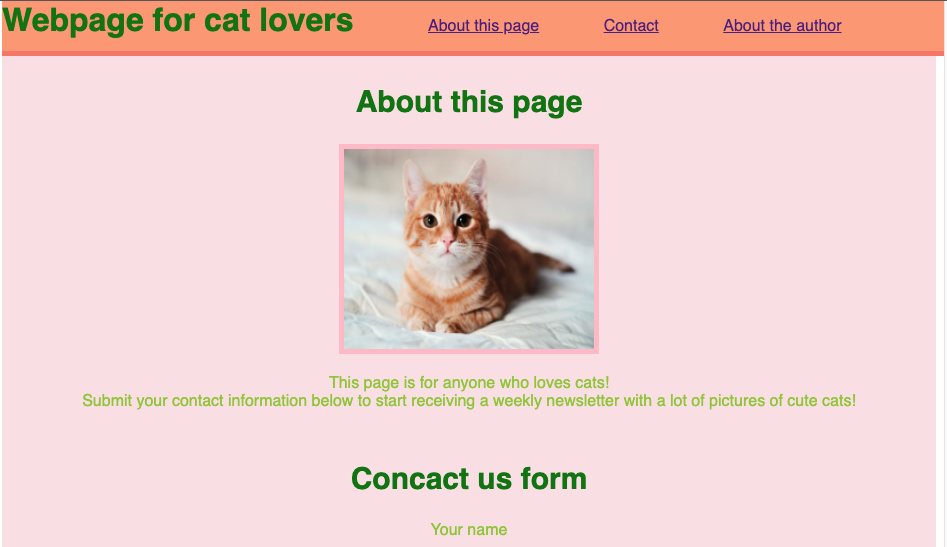 Webpage for cat lovers
About this page
Contact
About the author
About this page
This page is for anyone who loves cats!
Submit your contact information below to start receiving a weekly newsletter with a lot of pictures of cute cats!
Concact us form
Your name